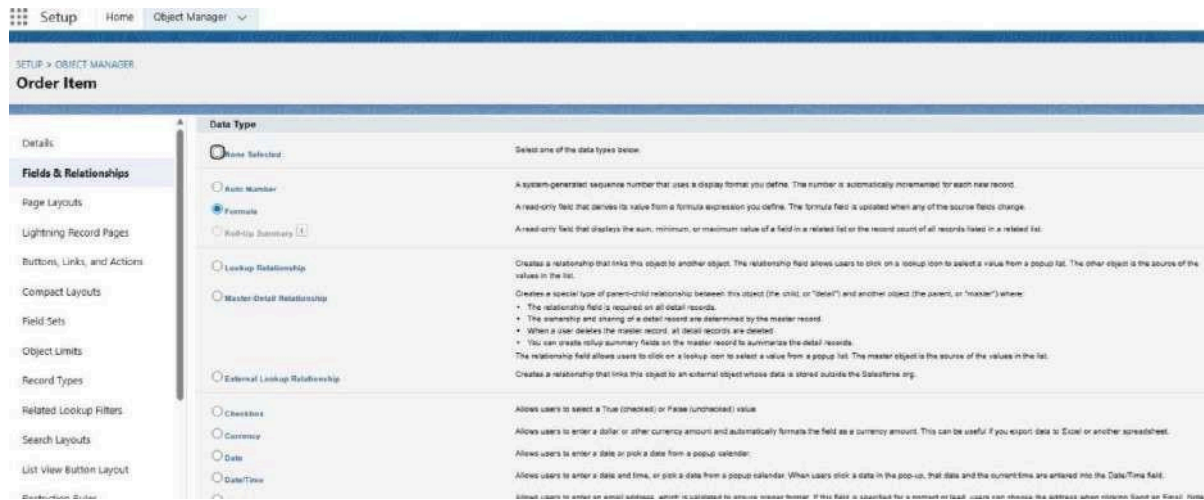 Setup Home Object Manager
SETUP > OBJECT MANAGER
Order Item
Details
Fields & Relationships
Page Layouts
Lightning Record Pages
Buttons, Links, and Actions
Compact Layouts
Field Sets
Object Limits
Record Types
Related Lookup Filters
Search Layouts
List View Button Layout
Restriction Rules
Data Type
None Selected Select one of the data types below.
Auto Number A system-generated sequence number that uses a display format you define. The number is automatically incremented for each new record.
Formula A read-only field that derives its value from a formula expression you define. The formula field is updated when any of the source fields change.
Roll-Up Summary A read-only field that displays the sum, minimum, or maximum value of a field in a related list or the record count of all records listed in a related list.
Lookup Relationship Creates a relationship that links this object to another object. The relationship field allows users to click on a lookup icon to select a value from a popup list. The other object is the source of the
values in the list.
Master-Detail Relationship Creates a special type of parent-child relationship between this object (the child, or "detail") and another object (the parent, or "master") where:
• The relationship field is required on all detail records.
• The ownership and sharing of a detail record are determined by the master record.
• When a user deletes the master record, all detail records are deleted.
• You can create rollup summary fields on the master record to summarize the detail records.
The relationship field allows users to click on a lookup icon to select a value from a popup list. The master object is the source of the values in the list.
External Lookup Relationship Creates a relationship that links this object to an external object whose data is stored outside the Salesforce org.
Checkbox Allows users to select a True (checked) or False (unchecked) value.
Currency Allows users to enter a dollar or other currency amount and automatically formats the field as a currency amount. This can be useful if you export data to Excel or another spreadsheet.
Date Allows users to enter a date or pick a date from a popup calendar.
Date/Time Allows users to enter a date and time, or pick a date from a popup calendar. When users click a date in the pop-up, that date and the current time are entered into the Date/Time field.